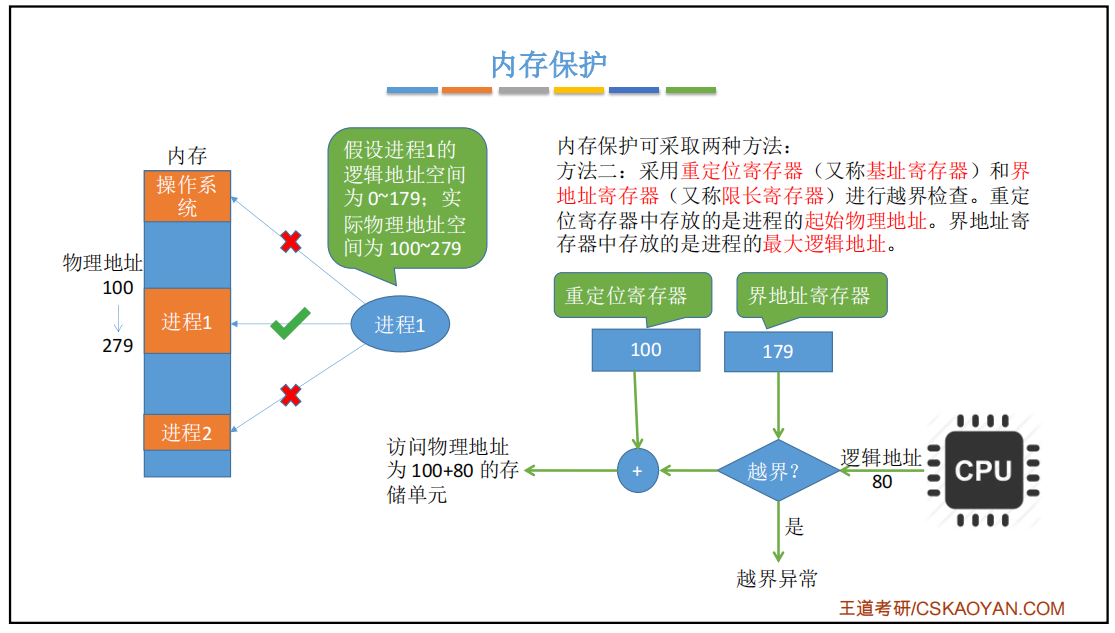 内存保护
内存
操作系
统
物理地址
100
279
进程1
进程2
假设进程1的
逻辑地址空间
为 0~179；实
际物理地址空
间为 100~279
进程1
内存保护可采取两种方法：
方法二：采用重定位寄存器（又称基址寄存器）和界
地址寄存器（又称限长寄存器）进行越界检查。重定
位寄存器中存放的是进程的起始物理地址。界地址寄
存器中存放的是进程的最大逻辑地址。
重定位寄存器
界地址寄存器
100
179
访问物理地址
为 100+80 的存
储单元
+
越界？
逻辑地址
80
CPU
是
越界异常
王道考研/CSKAOYAN.COM